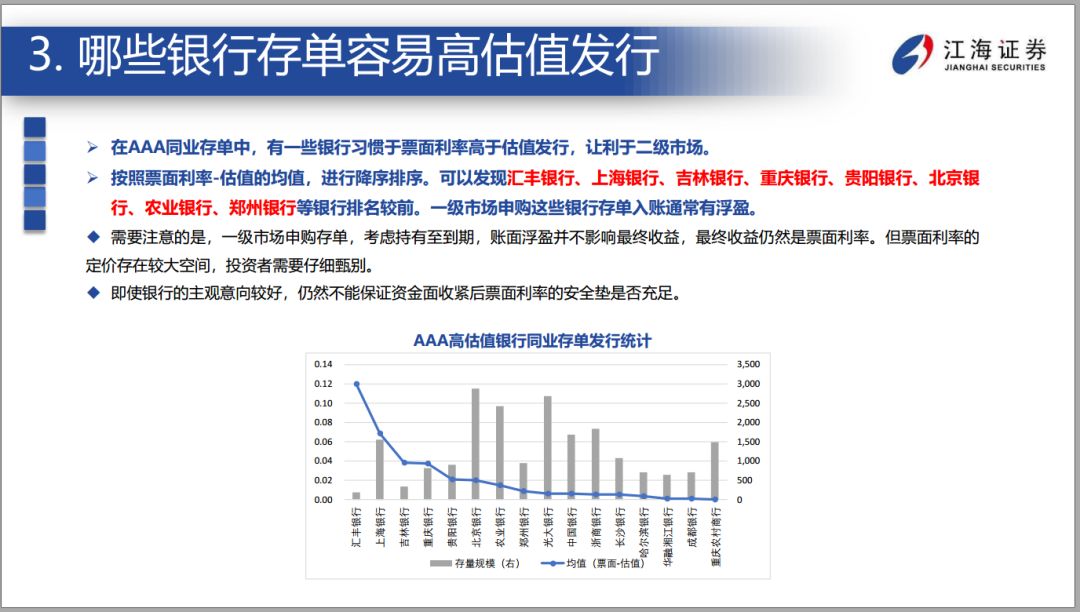 3. 哪些银行存单容易高估值发行
江海证券
JIANGHAI SECURITIES
➢ 在AAA同业存单中，有一些银行习惯于票面利率高于估值发行，让利于二级市场。
➢ 按照票面利率-估值的均值，进行降序排序。可以发现汇丰银行、上海银行、吉林银行、重庆银行、贵阳银行、北京银
行、农业银行、郑州银行等银行排名较前。一级市场申购这些银行存单入账通常有浮盈。
◆ 需要注意的是，一级市场申购存单，考虑持有至到期，账面浮盈并不影响最终收益，最终收益仍然是票面利率。但票面利率的
定价存在较大空间，投资者需要仔细甄别。
◆ 即使银行的主观意向较好，仍然不能保证资金面收紧后票面利率的安全垫是否充足。
AAA高估值银行同业存单发行统计
0.14
0.12
0.10
0.08
0.06
0.04
0.02
0.00
3,500
3,000
2,500
2,000
1,500
1,000
500
0
汇丰银行
上海银行
吉林银行
重庆银行
贵阳银行
北京银行
农业银行
郑州银行
光大银行
中国银行
浙商银行
长沙银行
哈尔滨银行
华融湘江银行
成都银行
重庆农村商行
存量规模（右）
均值（票面-估值）